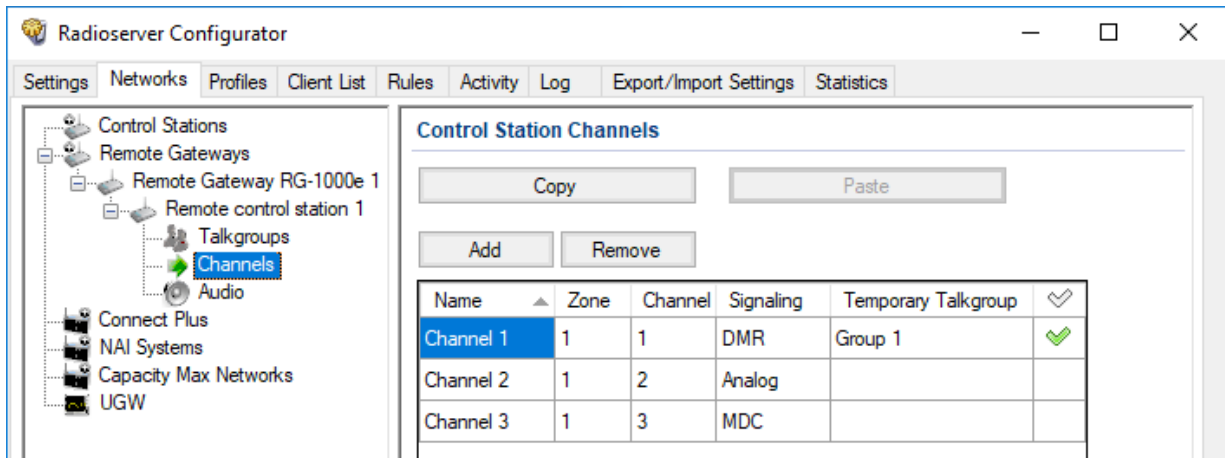 Radioserver Configurator
Settings Networks Profiles Client List Rules Activity Log Export/Import Settings Statistics
Control Stations
Remote Gateways
Remote Gateway RG-1000e 1
Remote control station 1
Talkgroups
Channels
Audio
Connect Plus
NAI Systems
Capacity Max Networks
UGW
Control Station Channels
Copy Paste
Add Remove
Name Zone Channel Signaling Temporary Talkgroup
Channel 1 1 1 DMR Group 1
Channel 2 1 2 Analog
Channel 3 1 3 MDC